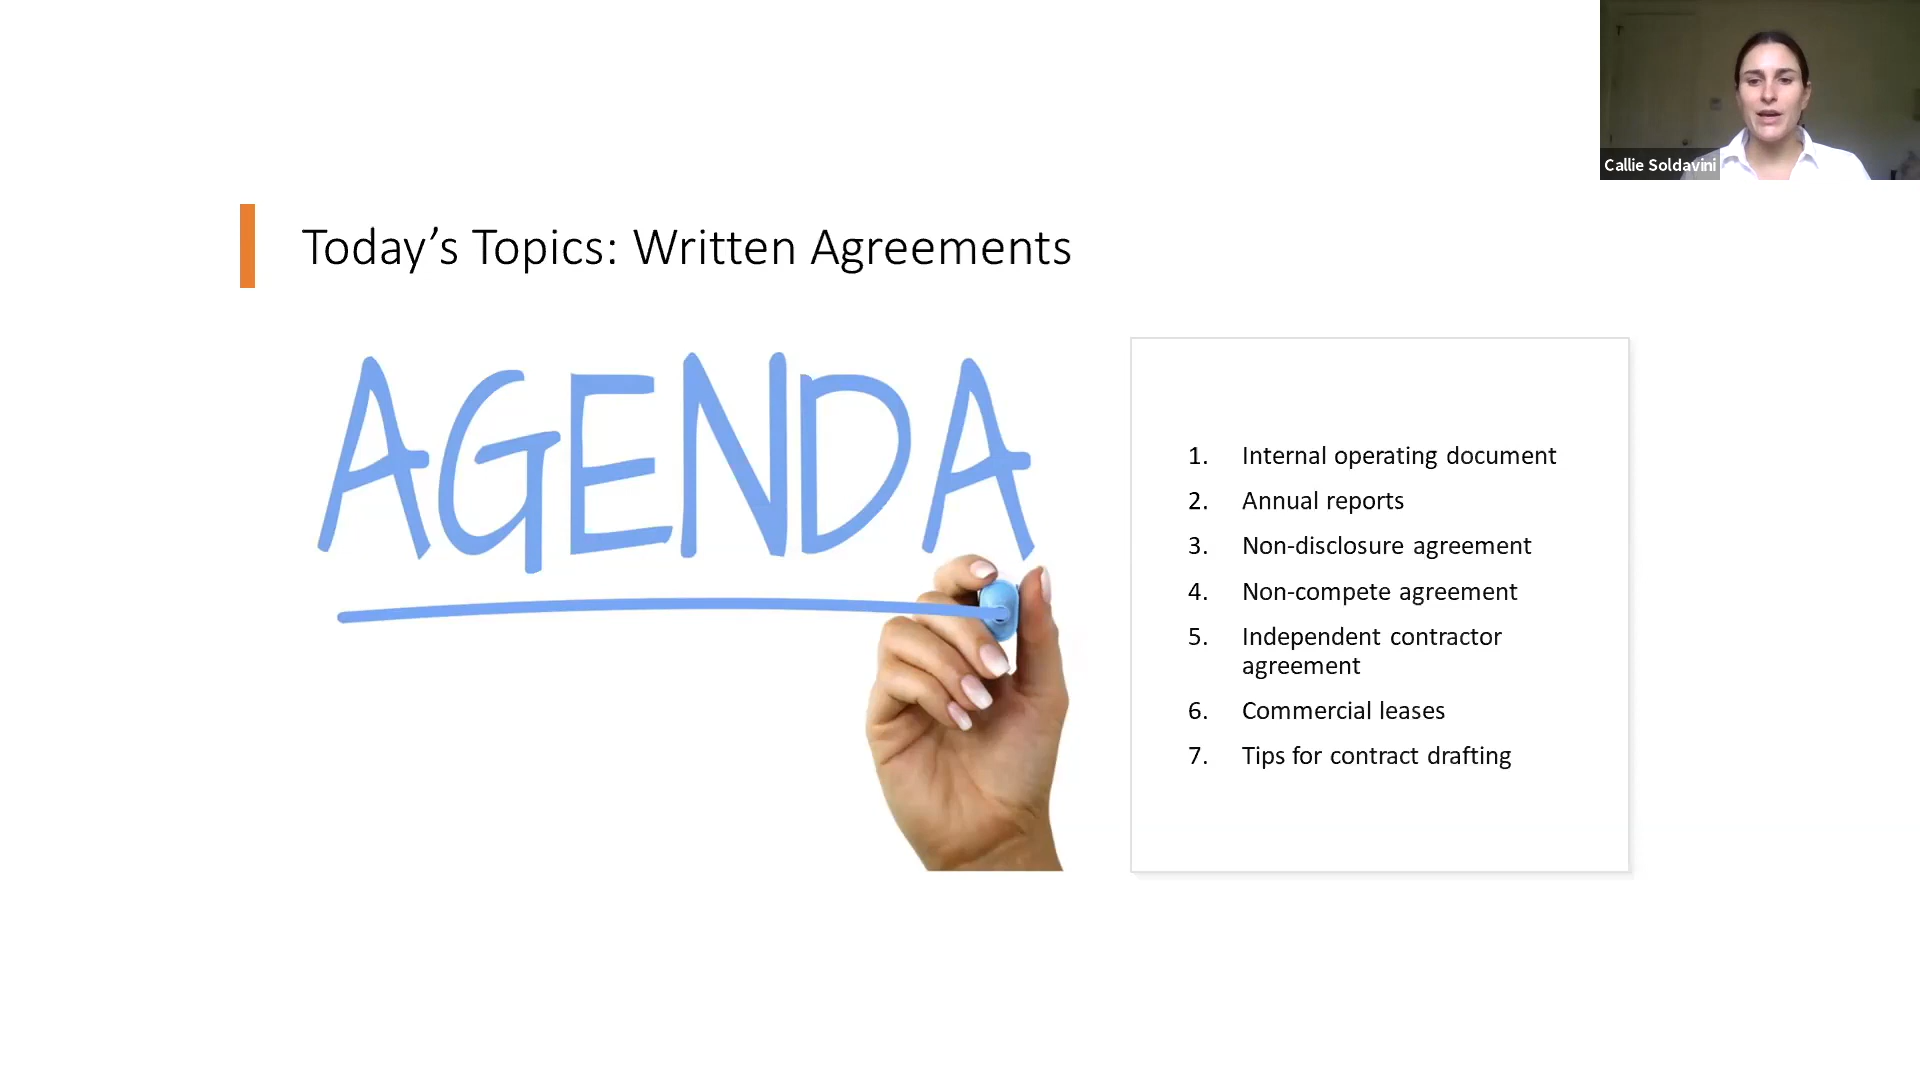 Callie Soldavini
Today’s Topics: Written Agreements
AGENDA
1. Internal operating document
2. Annual reports
3. Non-disclosure agreement
4. Non-compete agreement
5. Independent contractor
agreement
6. Commercial leases
7. Tips for contract drafting